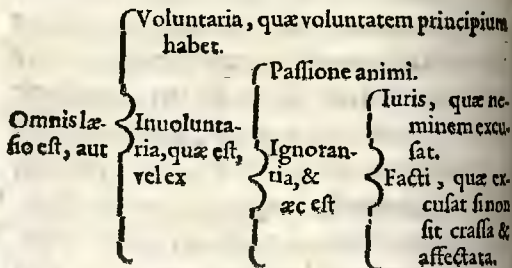 Omnis læ-
sio est, aut
Voluntaria, quæ voluntatem principium
habet.
Inuolunta-
ria, quæ est,
vel ex
Passione animi.
Ignoran-
tia, &
æc est
Iuris, quæ ne-
minem excu-
sat.
Facti, quæ ex-
cusat si non
sit crassa &
affectata.